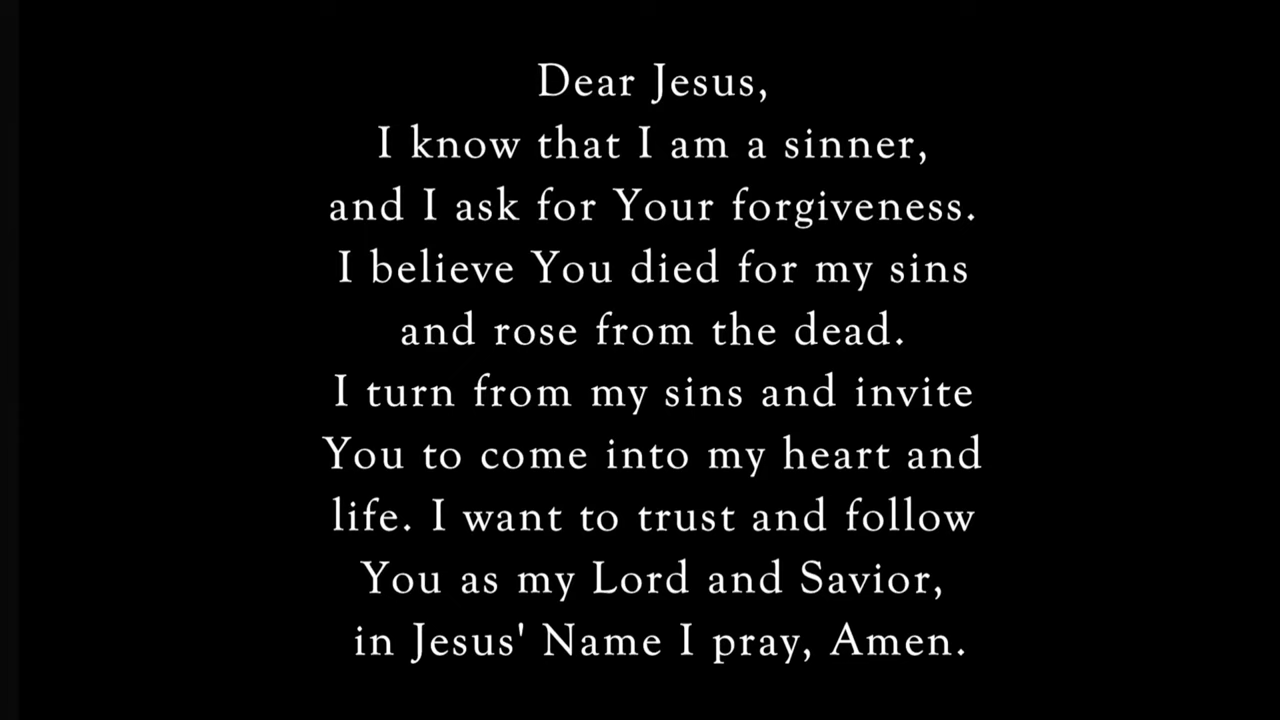 Dear Jesus,
I know that I am a sinner,
and I ask for Your forgiveness.
I believe You died for my sins
and rose from the dead.
I turn from my sins and invite
You to come into my heart and
life. I want to trust and follow
You as my Lord and Savior,
in Jesus' Name I pray, Amen.